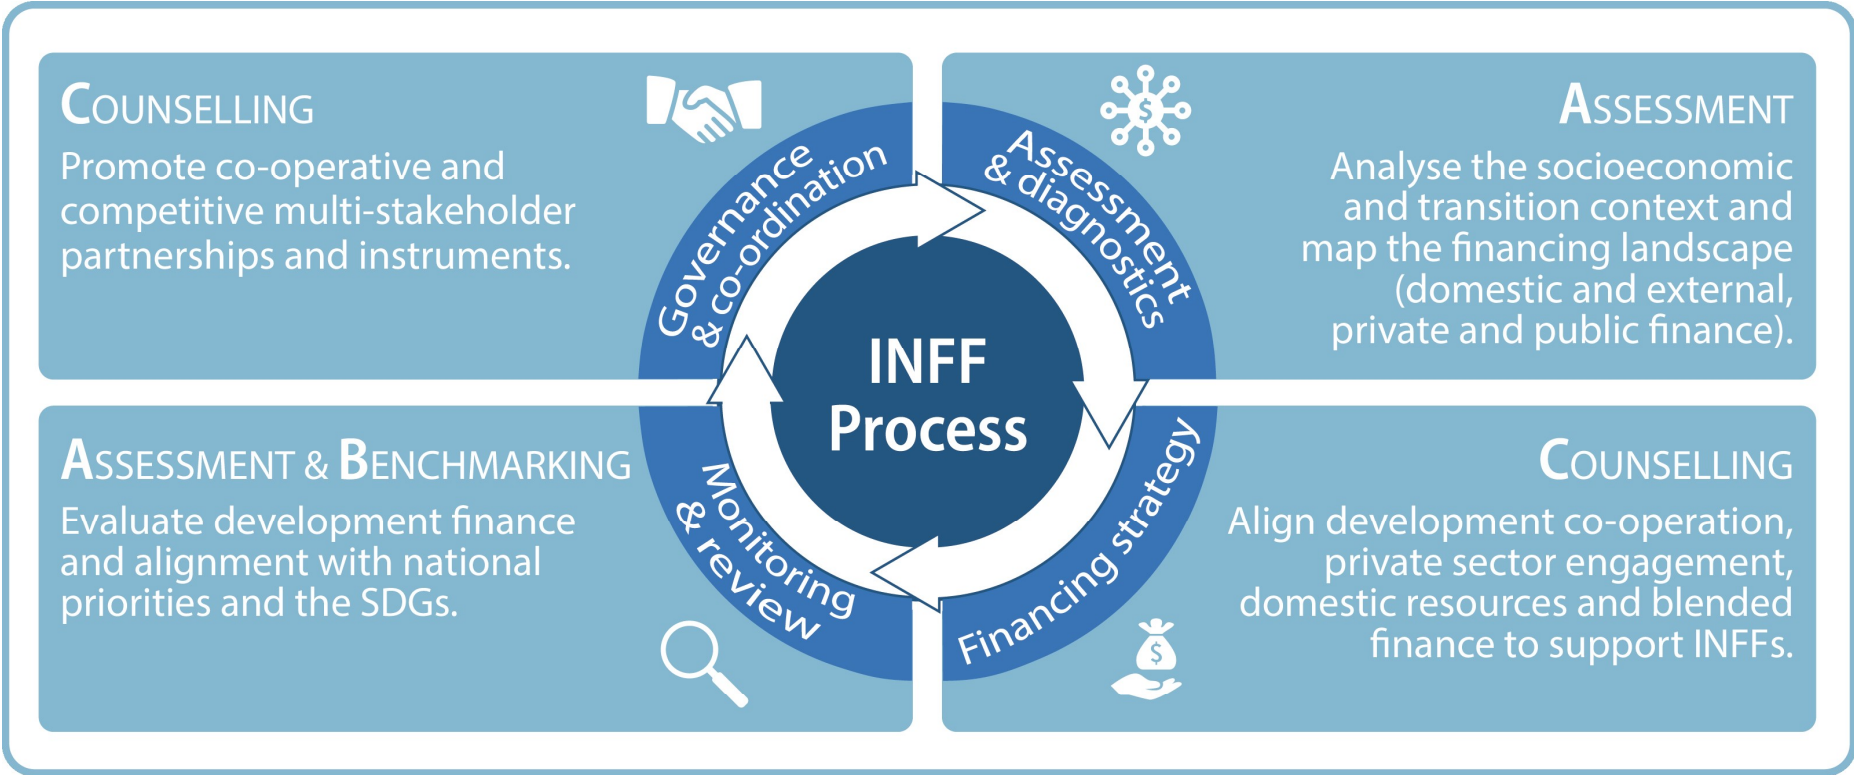 COUNSELLING
Promote co-operative and
competitive multi-stakeholder
partnerships and instruments.
Governance
& co-ordination
ASSESSMENT
Analyse the socioeconomic
and transition context and
map the financing landscape
(domestic and external,
private and public finance).
Assessment
& diagnostics
$
INFF
Process
ASSESSMENT & BENCHMARKING
Evaluate development finance
and alignment with national
priorities and the SDGs.
Monitoring
& review
COUNSELLING
Align development co-operation,
private sector engagement,
domestic resources and blended
finance to support INFFs.
Financing strategy
$